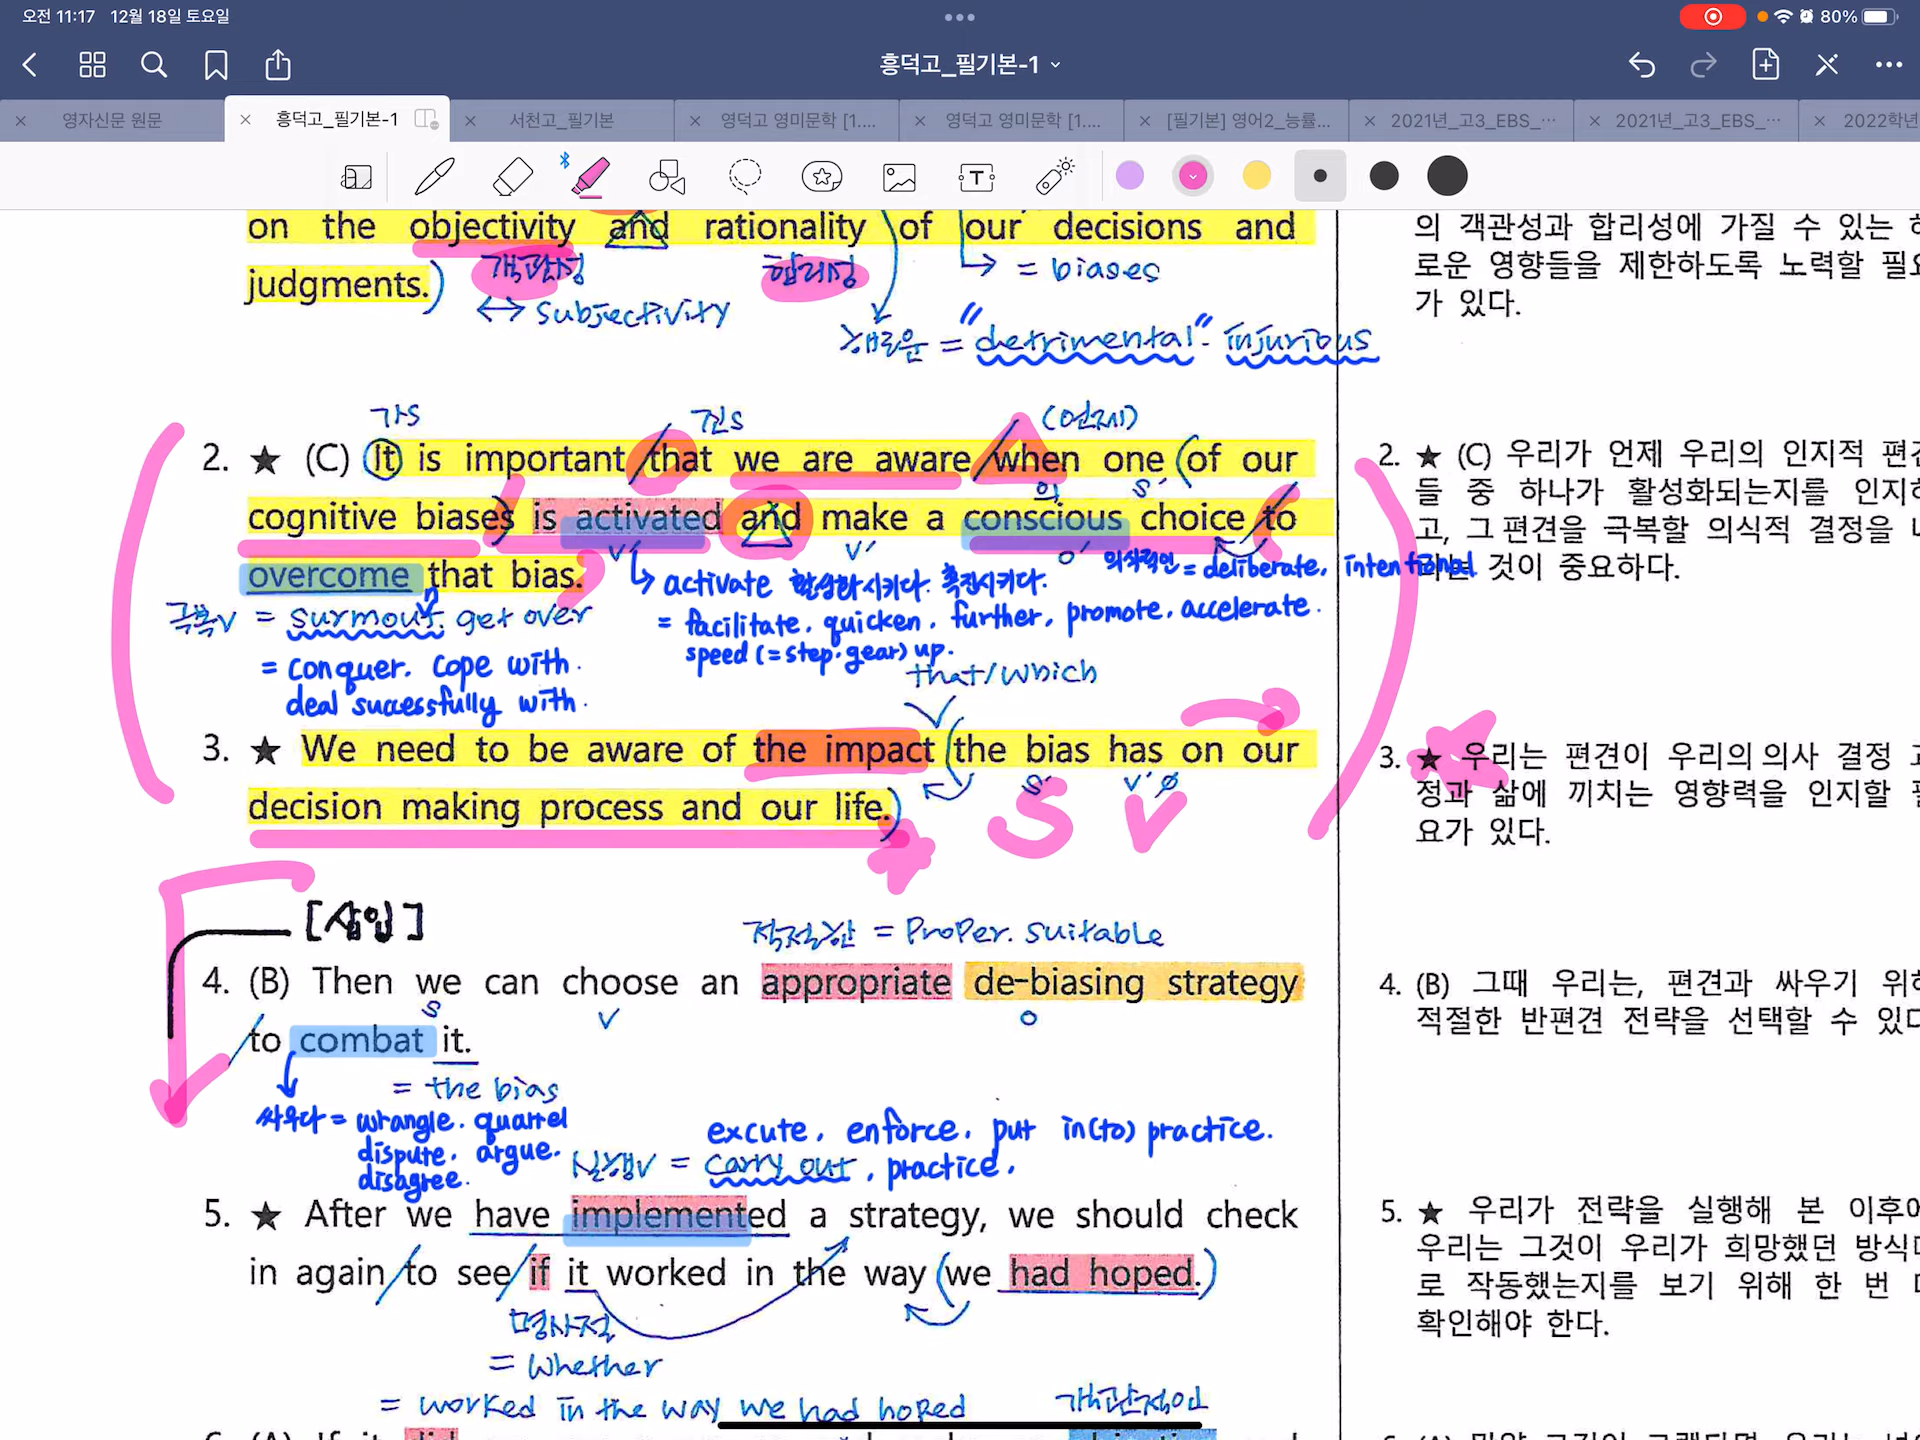 오전 11:17 12월 18일 토요일
80%
흥덕고_필기본-1
영자신문 원문
흥덕고_필기본-1
서천고_필기본
영덕고 영미문학 [1....
영덕고 영미문학 [1....
[필기본] 영어2_능률...
2021년_고3_EBS_...
2021년_고3_EBS_...
2022학년
on the objectivity and rationality of our decisions and
객관성 합리성 = biases
judgments.)
↔ subjectivity
해로운 = "detrimental". injurious
가S 진S (언제)
2. ★ (C) It is important that we are aware when one (of our
S'
cognitive biases) is activated and make a conscious choice to
V V' O' 의식적인 = deliberate, intentional
overcome that bias.
activate 활성화시키다. 촉진시키다.
극복V = surmount. get over
= facilitate, quicken, further, promote, accelerate.
speed (=step. gear) up.
= conquer. cope with.
deal successfully with.
that/which
3. ★ We need to be aware of the impact (the bias has on our
S' V' ∅
decision making process and our life.)
S V
[삽입]
적절한 = proper. suitable
4. (B) Then we can choose an appropriate de-biasing strategy
S V O
to combat it.
= the bias
싸우다 = wrangle. quarrel
dispute. argue.
disagree.
excute, enforce, put in(to) practice.
실행V = carry out, practice.
5. ★ After we have implemented a strategy, we should check
in again to see if it worked in the way (we had hoped.)
명사적
= whether
= worked in the way we had hoped
객관적인
의 客관성과 합리성에 가질 수 있는 해
로운 영향들을 제한하도록 노력할 필요
가 있다.
2. ★ (C) 우리가 언제 우리의 인지적 편견
들 중 하나가 활성화되는지를 인지하
고, 그 편견을 극복할 의식적 결정을 내
리는 것이 중요하다.
3. ★ 우리는 편견이 우리의 의사 결정 과
정과 삶에 끼치는 영향력을 인지할 필
요가 있다.
4. (B) 그때 우리는, 편견과 싸우기 위해
적절한 반편견 전략을 선택할 수 있다
5. ★ 우리가 전략을 실행해 본 이후에
우리는 그것이 우리가 희망했던 방식대
로 작동했는지를 보기 위해 한 번 더
확인해야 한다.